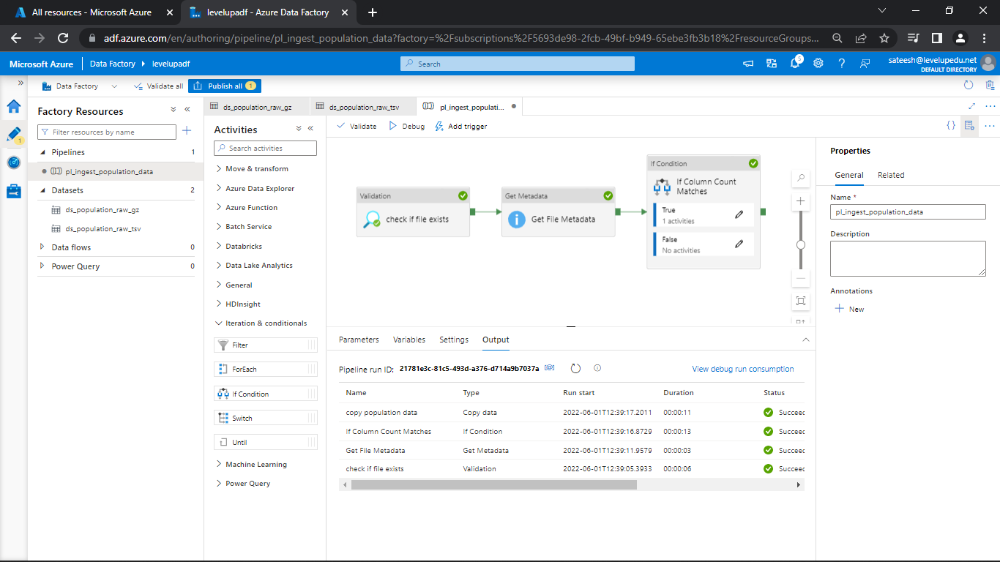 All resources - Microsoft Azure
levelupadf - Azure Data Factory
adf.azure.com/en/authoring/pipeline/pl_ingest_population_data?factory=%2Fsubscriptions%2F5693de98-2fcb-49bf-b949-65ebe3fb3b18%2FresourceGroups...
Microsoft Azure
Data Factory
levelupadf
Search
5
sateesh@levelupedu.net
DEFAULT DIRECTORY
Data Factory
Validate all
Publish all 1
1
Factory Resources
Filter resources by name
Pipelines 1
pl_ingest_population_data
Datasets 2
ds_population_raw_gz
ds_population_raw_tsv
Data flows 0
Power Query 0
ds_population_raw_gz
ds_population_raw_tsv
pl_ingest_populati...
Activities
Search activities
Move & transform
Azure Data Explorer
Azure Function
Batch Service
Databricks
Data Lake Analytics
General
HDInsight
Iteration & conditionals
Filter
ForEach
If Condition
Switch
Until
Machine Learning
Power Query
Validate
Debug
Add trigger
Validation
check if file exists
Get Metadata
Get File Metadata
If Condition
If Column Count
Matches
True
1 activities
False
No activities
Parameters Variables Settings Output
Pipeline run ID: 21781e3c-81c5-493d-a376-d714a9b7037a
View debug run consumption
Name Type Run start Duration Status
copy population data Copy data 2022-06-01T12:39:17.2011 00:00:11 Succeed
If Column Count Matches If Condition 2022-06-01T12:39:16.8729 00:00:13 Succeed
Get File Metadata Get Metadata 2022-06-01T12:39:11.9579 00:00:03 Succeed
check if file exists Validation 2022-06-01T12:39:05.3933 00:00:06 Succeed
Properties
General Related
Name *
pl_ingest_population_data
Description
Annotations
New